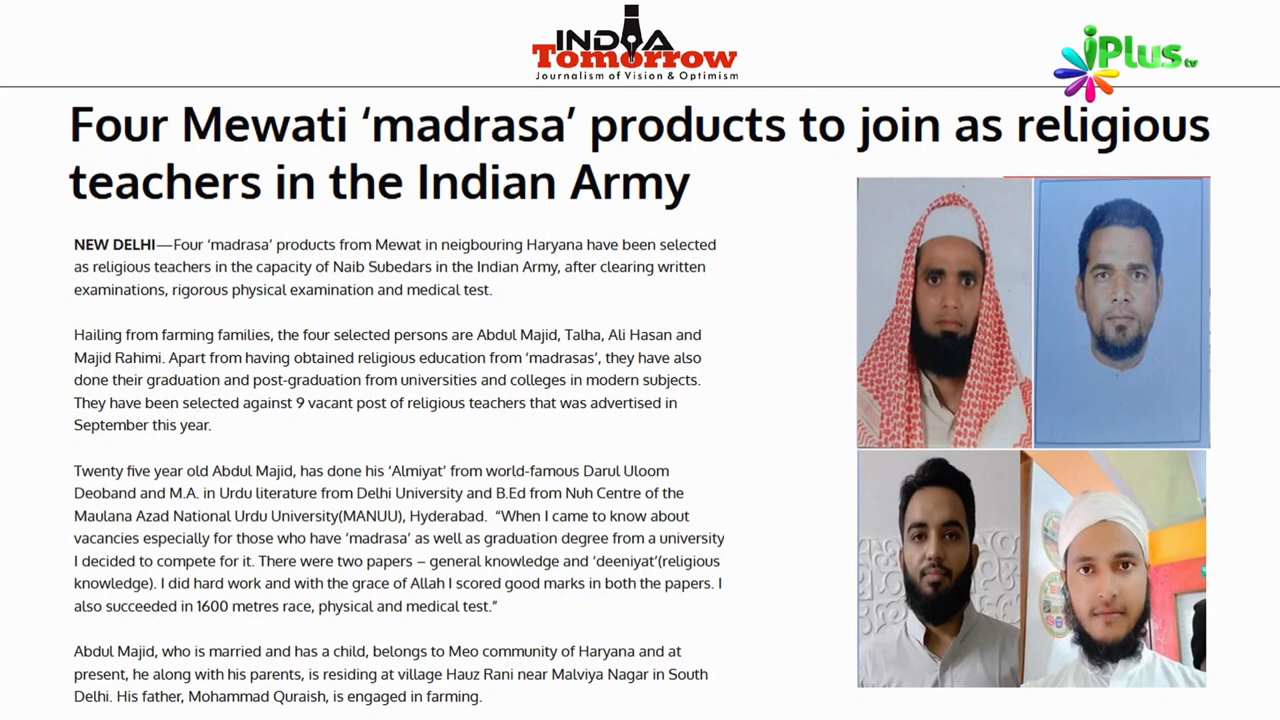 INDIA
Tomorrow
Journalism of Vision & Optimism
iPlus tv
Four Mewati ‘madrasa’ products to join as religious
teachers in the Indian Army
NEW DELHI—Four ‘madrasa’ products from Mewat in neigbouring Haryana have been selected
as religious teachers in the capacity of Naib Subedars in the Indian Army, after clearing written
examinations, rigorous physical examination and medical test.
Hailing from farming families, the four selected persons are Abdul Majid, Talha, Ali Hasan and
Majid Rahimi. Apart from having obtained religious education from ‘madrasas’, they have also
done their graduation and post-graduation from universities and colleges in modern subjects.
They have been selected against 9 vacant post of religious teachers that was advertised in
September this year.
Twenty five year old Abdul Majid, has done his ‘Almiyat’ from world-famous Darul Uloom
Deoband and M.A. in Urdu literature from Delhi University and B.Ed from Nuh Centre of the
Maulana Azad National Urdu University(MANUU), Hyderabad. “When I came to know about
vacancies especially for those who have ‘madrasa’ as well as graduation degree from a university
I decided to compete for it. There were two papers – general knowledge and ‘deeniyat’(religious
knowledge). I did hard work and with the grace of Allah I scored good marks in both the papers. I
also succeeded in 1600 metres race, physical and medical test.”
Abdul Majid, who is married and has a child, belongs to Meo community of Haryana and at
present, he along with his parents, is residing at village Hauz Rani near Malviya Nagar in South
Delhi. His father, Mohammad Quraish, is engaged in farming.